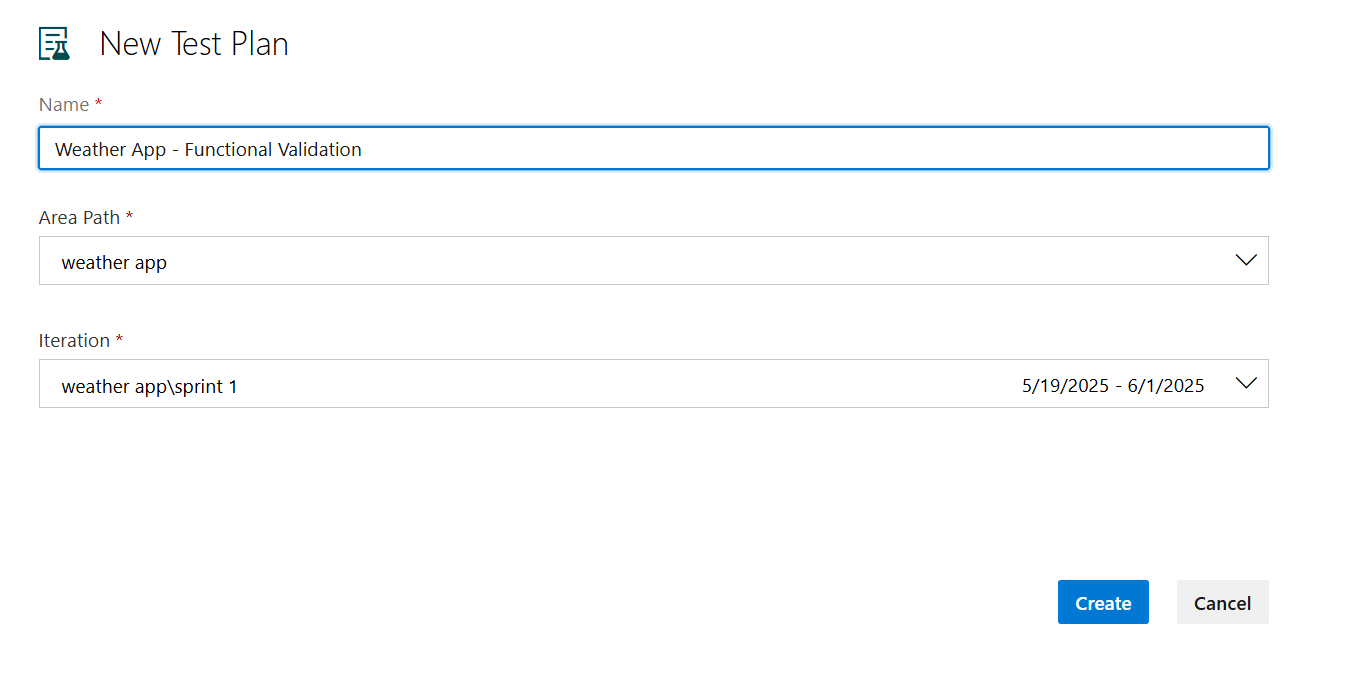 New Test Plan
Name *
Weather App - Functional Validation
Area Path *
weather app
Iteration *
weather app\sprint 1 5/19/2025 - 6/1/2025
Create Cancel